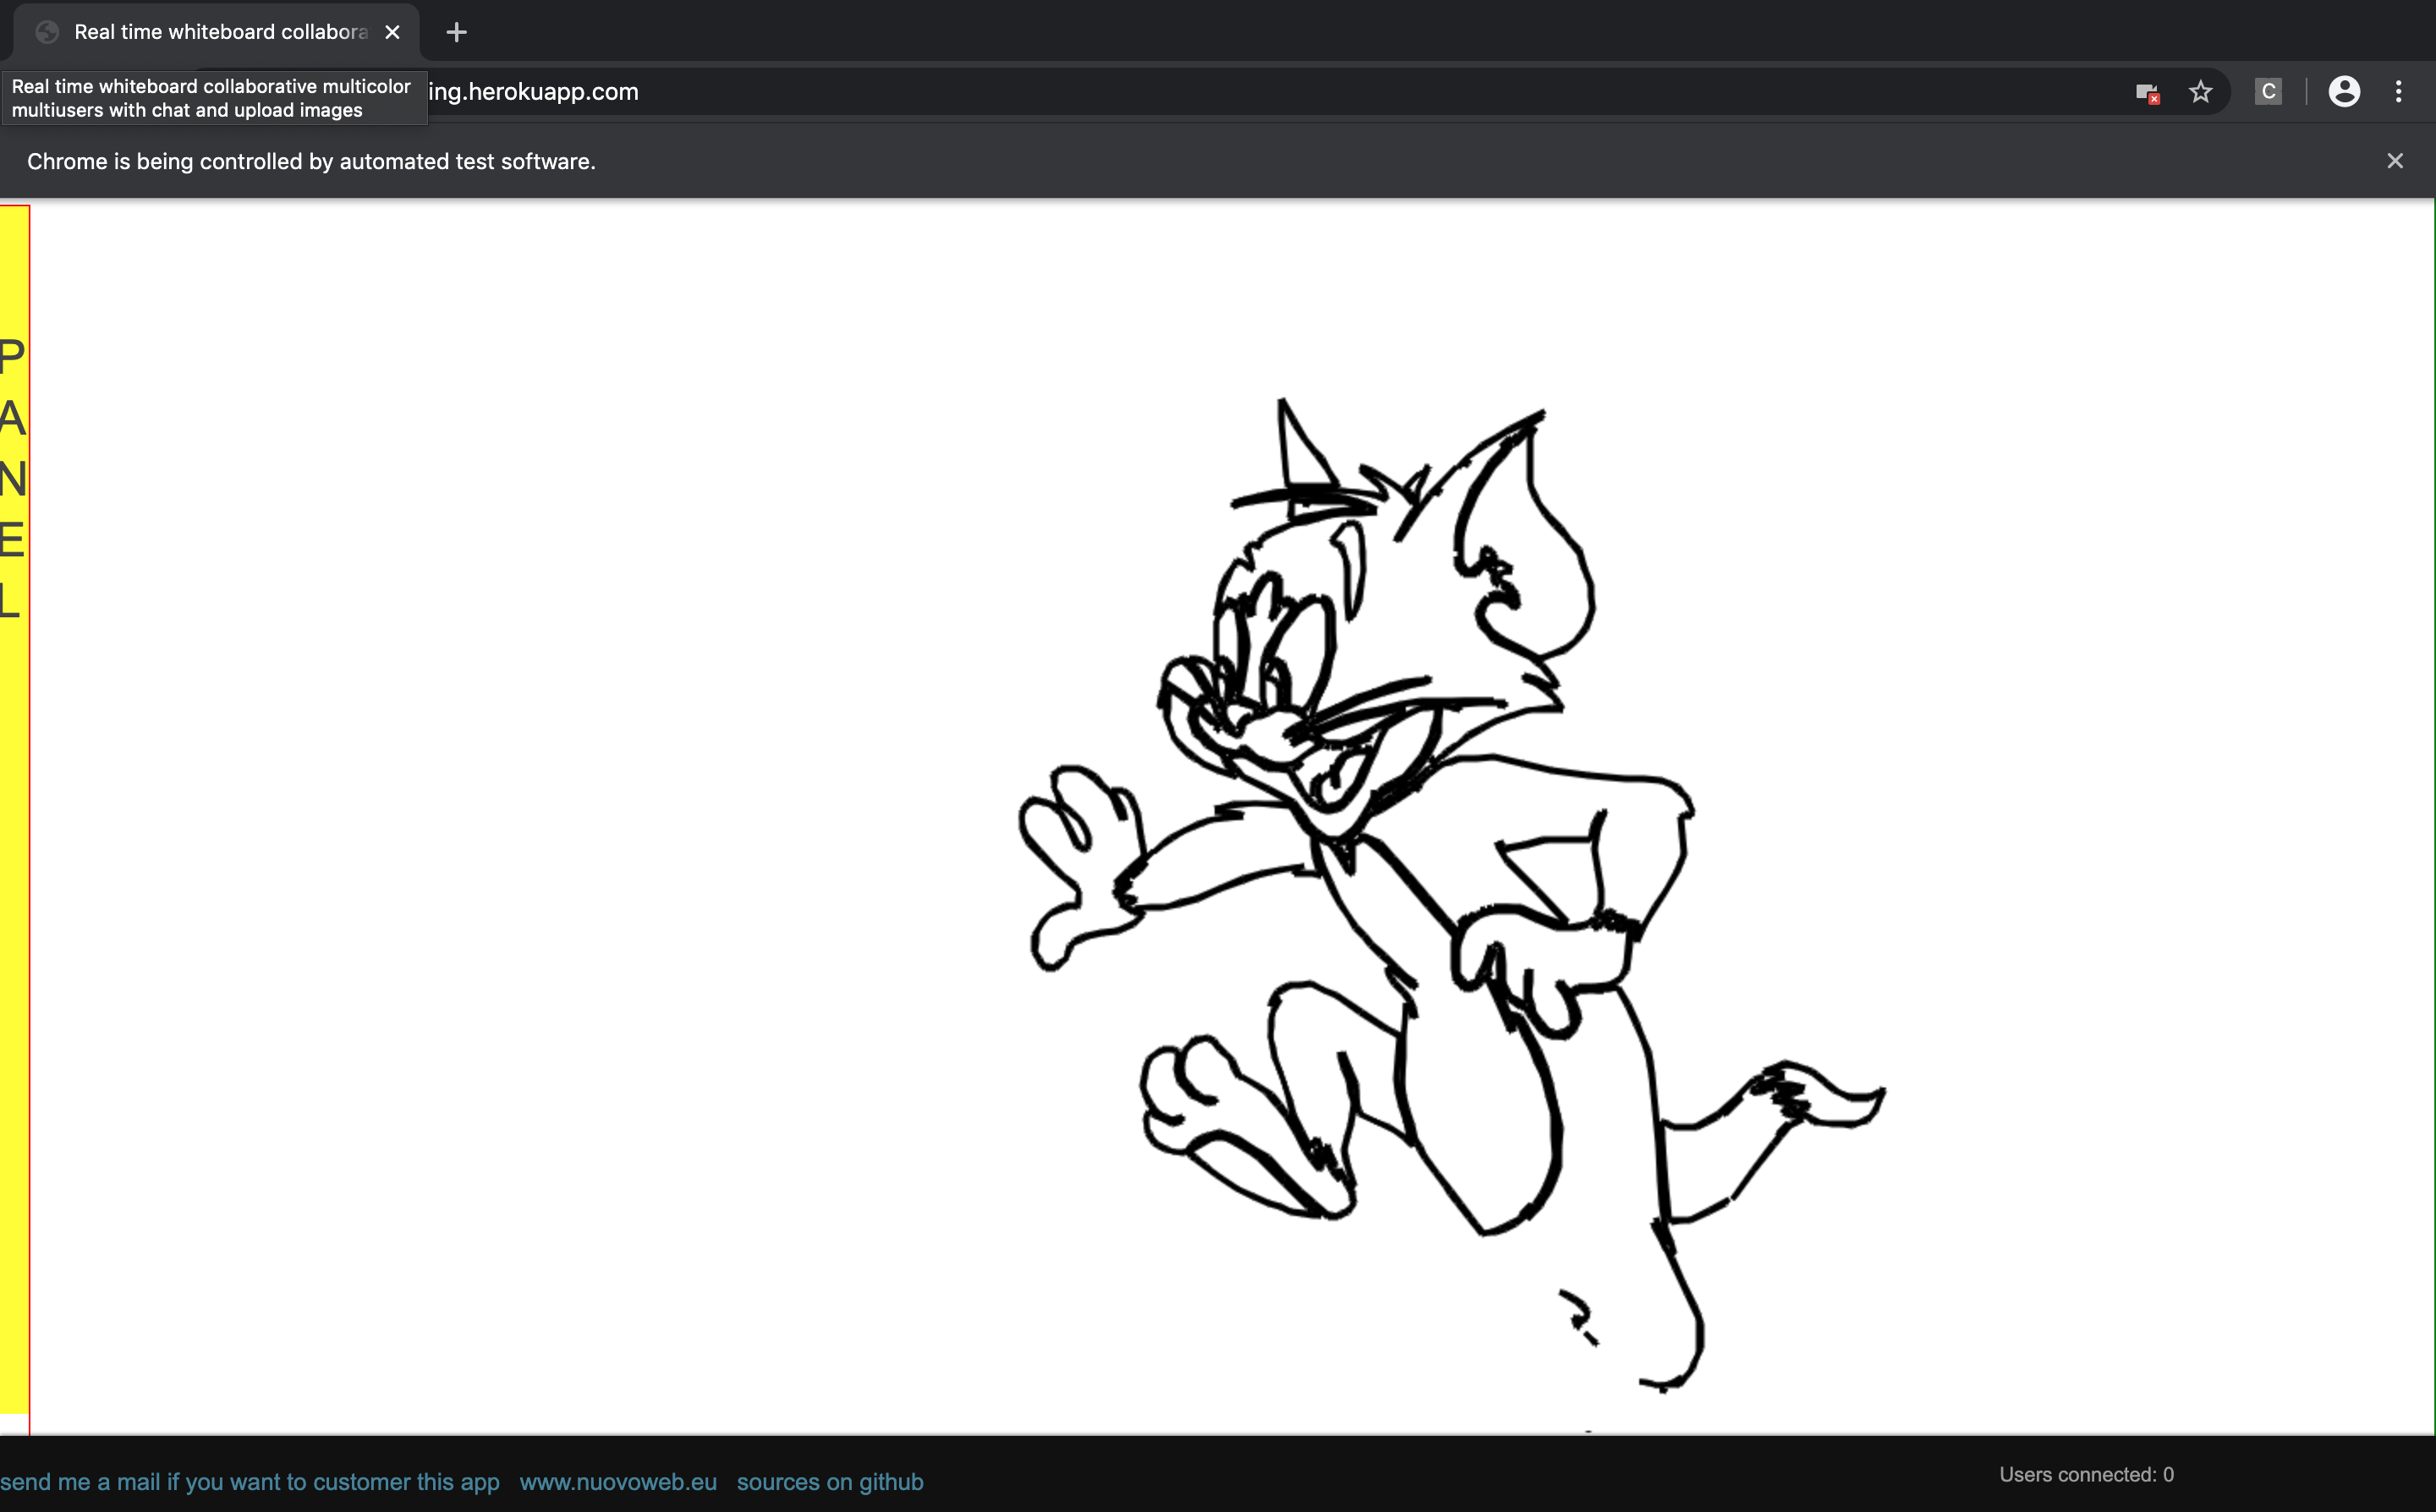 Real time whiteboard collabora
Real time whiteboard collaborative multicolor
multiusers with chat and upload images
ing.herokuapp.com
C
Chrome is being controlled by automated test software.
P
A
N
E
L
send me a mail if you want to customer this app www.nuovoweb.eu sources on github
Users connected: 0